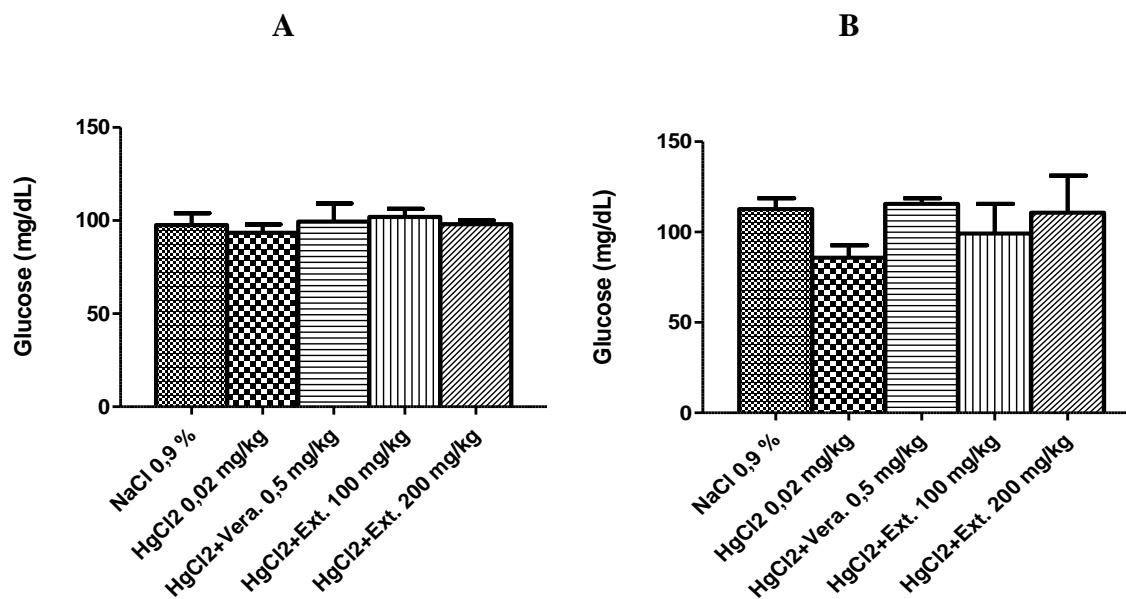 A
150
100
50
0
Glucose (mg/dL)
NaCl 0,9 %
HgCl2 0,02 mg/kg
HgCl2+Vera. 0,5 mg/kg
HgCl2+Ext. 100 mg/kg
HgCl2+Ext. 200 mg/kg
B
150
100
50
0
Glucose (mg/dL)
NaCl 0,9 %
HgCl2 0,02 mg/kg
HgCl2+Vera. 0,5 mg/kg
HgCl2+Ext. 100 mg/kg
HgCl2+Ext. 200 mg/kg